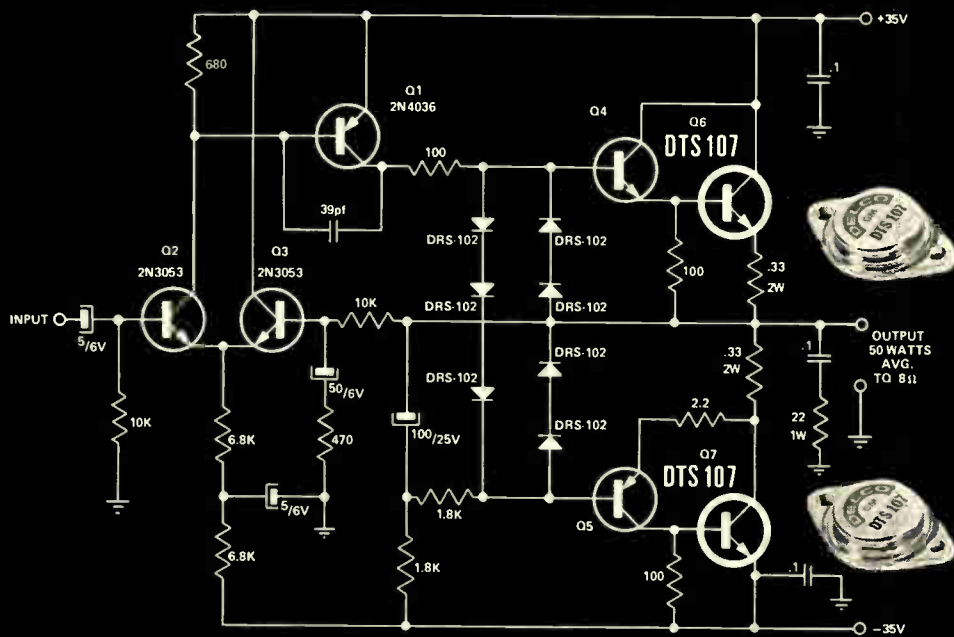 +35V
680
.1
Q1
2N4036
Q4
Q6
DTS 107
100
39pf
DELCO
GM
DTS 107
DRS-102
Q2
2N3053
Q3
2N3053
100
.33
2W
DRS-102
DRS-102
DRS-102
10K
INPUT
5/6V
OUTPUT
50 WATTS
AVG.
TO 8Ω
.1
.33
2W
50/6V
DRS-102
DRS-102
2.2
10K
6.8K
470
100/25V
22
1W
DRS-102
Q7
DTS 107
5/6V
1.8K
Q5
DELCO
GM
DTS 107
6.8K
1.8K
100
.1
-35V